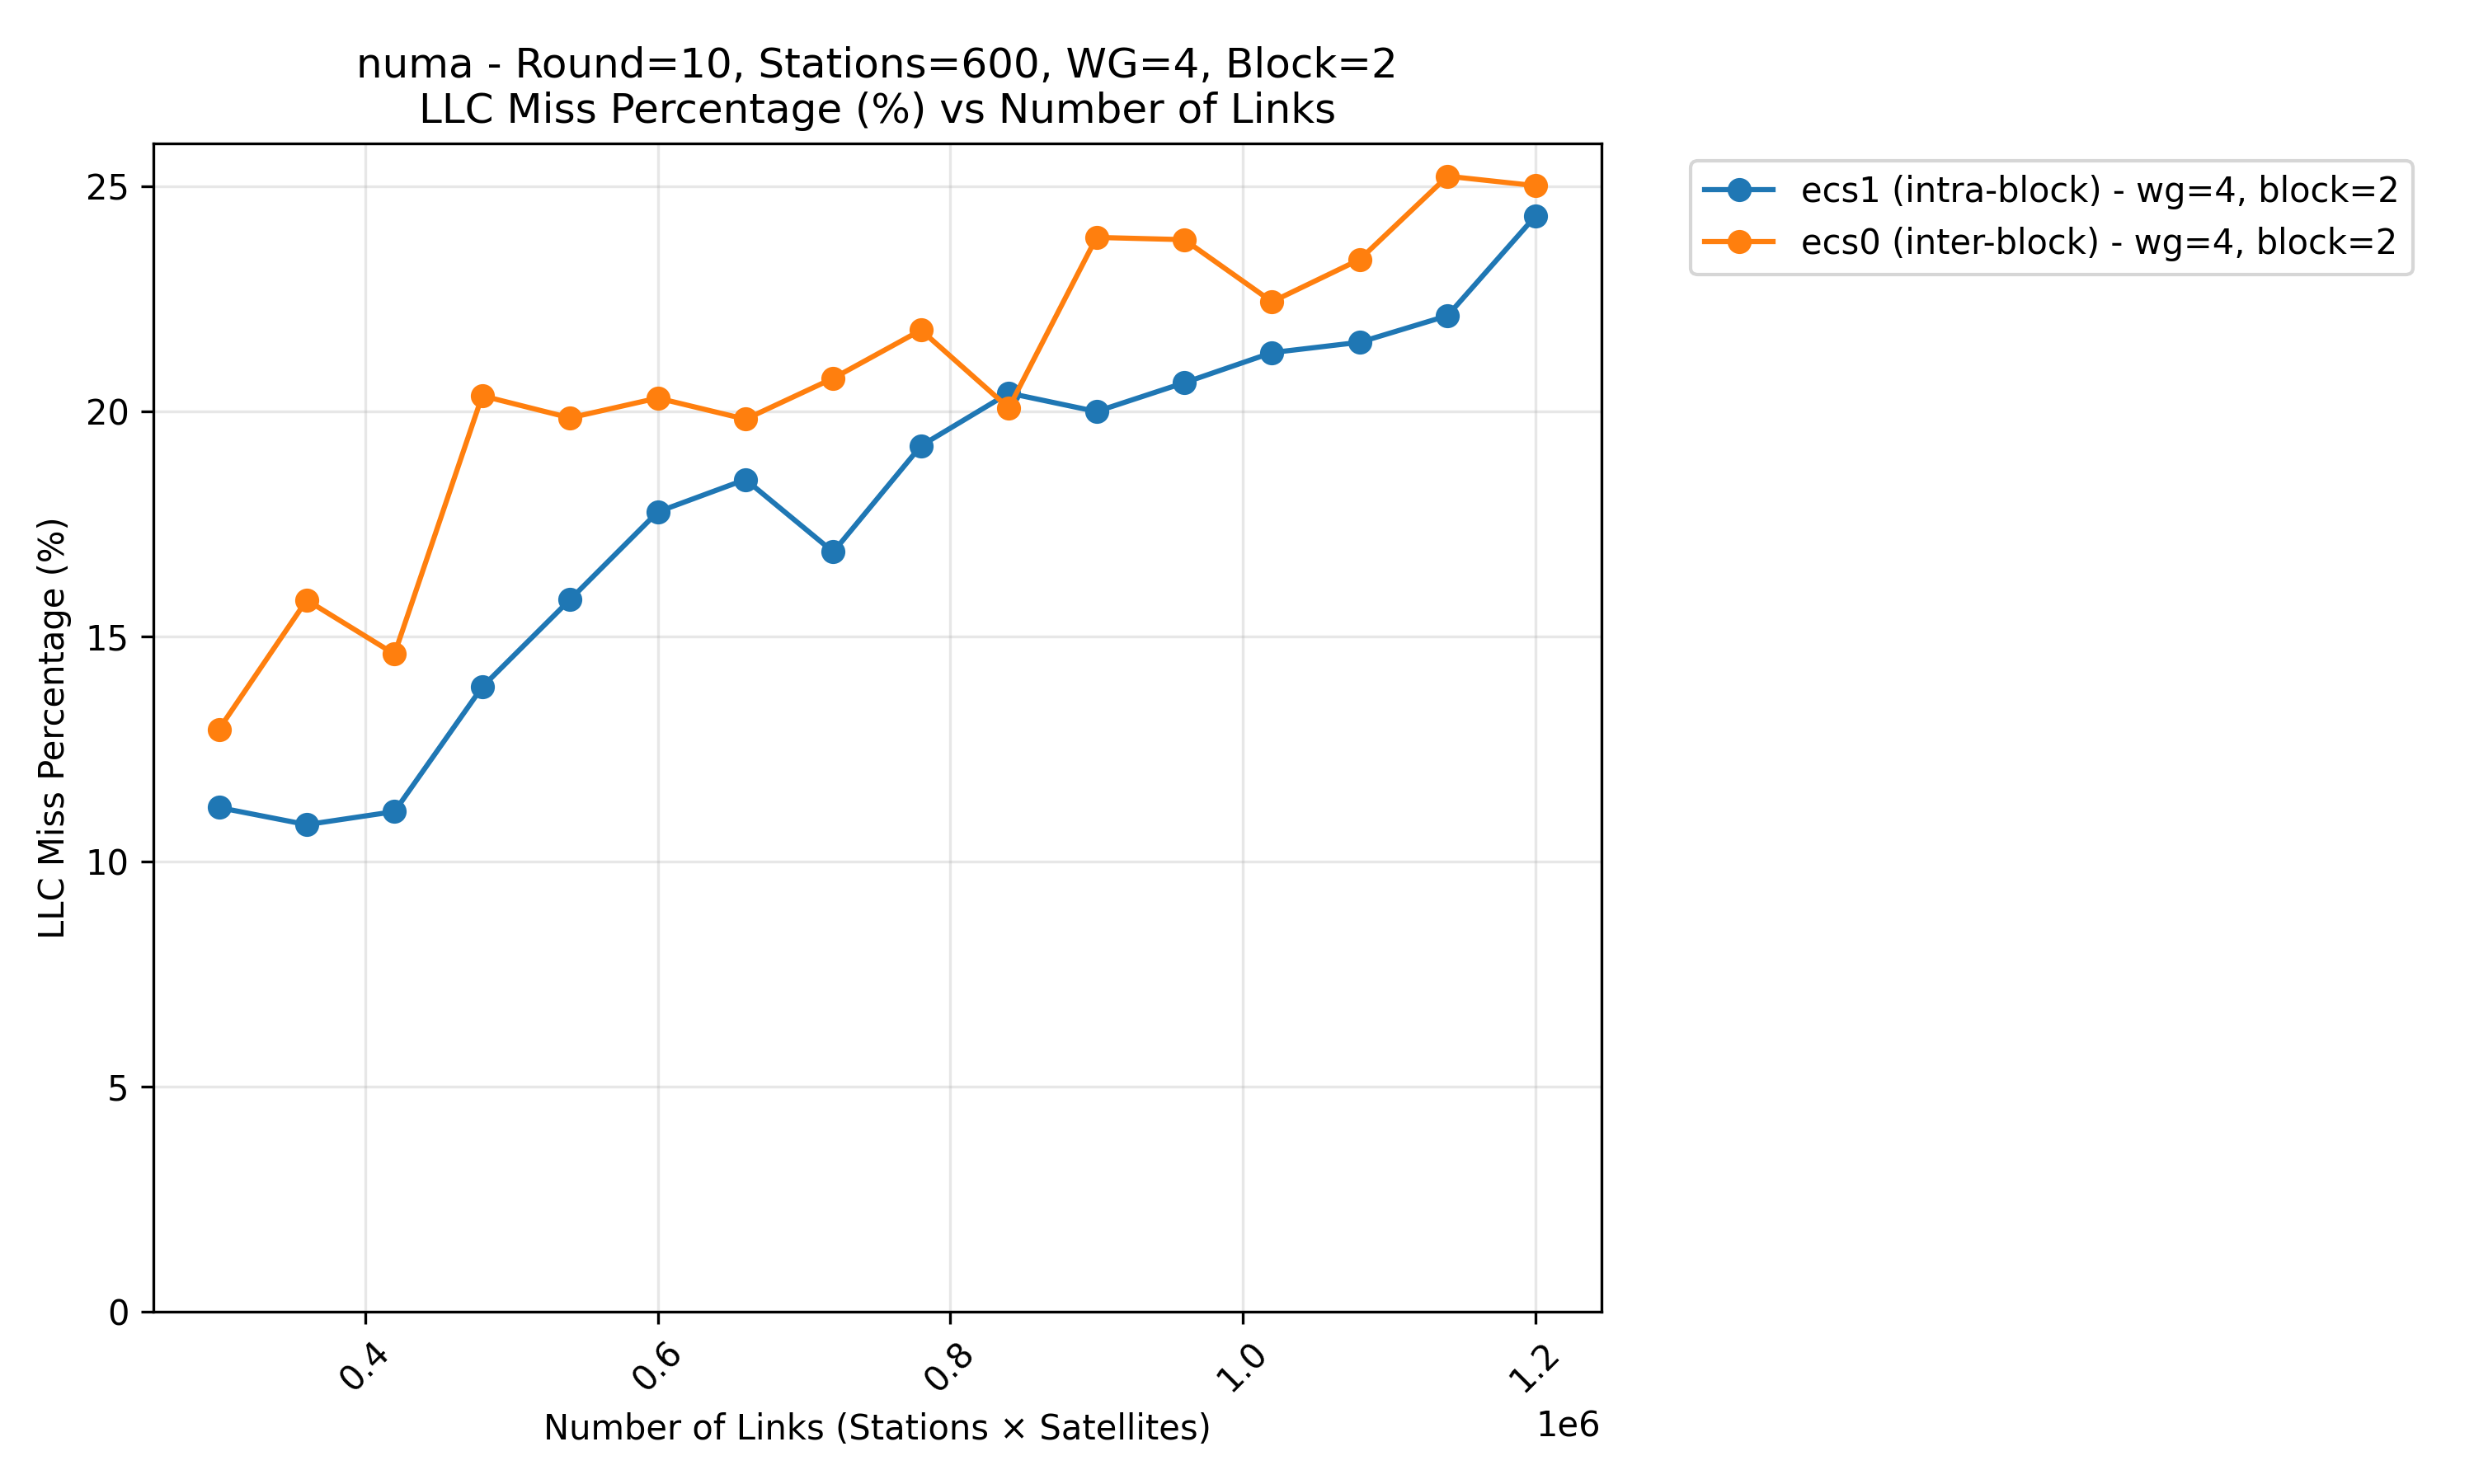 numa - Round=10, Stations=600, WG=4, Block=2
LLC Miss Percentage (%) vs Number of Links
ecs1 (intra-block) - wg=4, block=2
ecs0 (inter-block) - wg=4, block=2
LLC Miss Percentage (%)
25
20
15
10
5
0
0.4
0.6
0.8
1.0
1.2
Number of Links (Stations × Satellites)
1e6